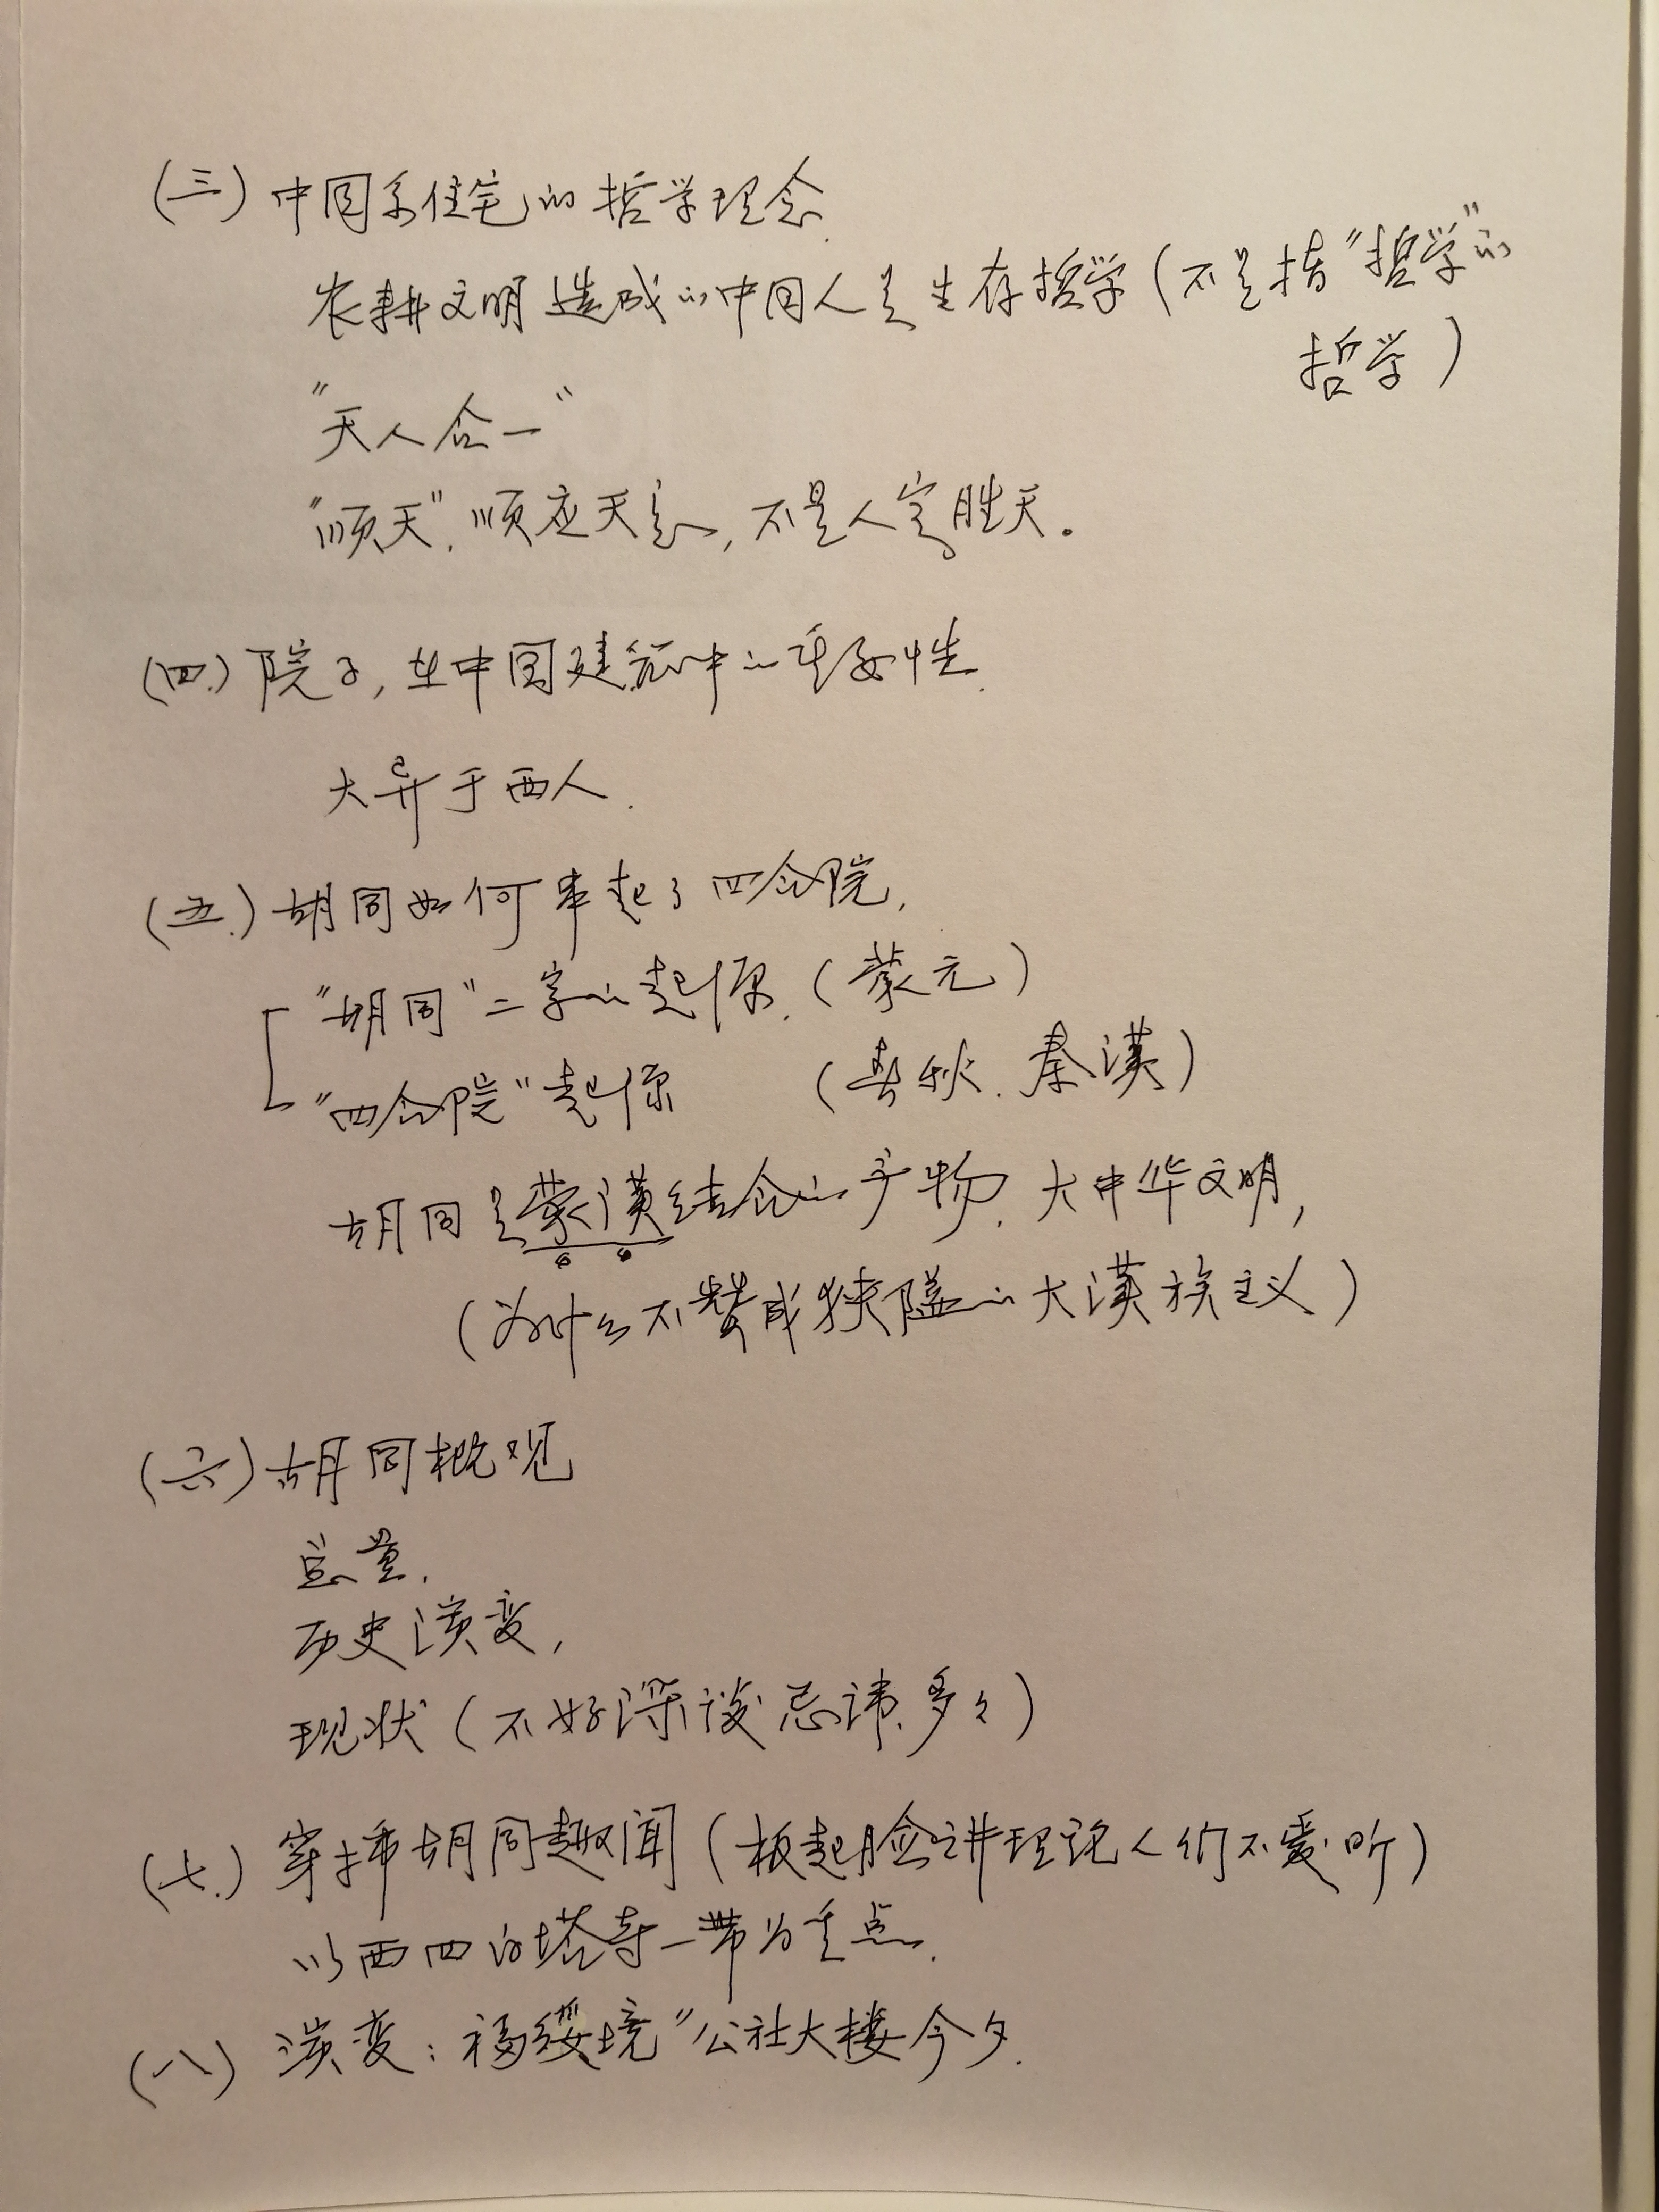 (三) 中国系住宅的哲学理念.
农耕文明造成的中国人是生存哲学(不是指"哲学"的
哲学)
"天人合一"
"顺天",顺应天意,不是人定胜天。
(四.) 院子,在中国建筑中的重要性.
大异于西人.
(五.) 胡同如何串起了四合院,
"胡同"二字的起源.(蒙元)
"四合院"起源 (春秋.秦漢)
胡同是蒙漢结合的产物.大中华文明,
(为什么不赞成狭隘的大漢族主义)
(六) 胡同概观
总量.
历史演变,
现状(不好深谈.忌讳多々)
(七.) 穿插胡同趣闻(板起脸讲理论人们不爱听)
以西四白塔寺一带为重点.
(八) 演变:福绥境"公社大楼今夕.